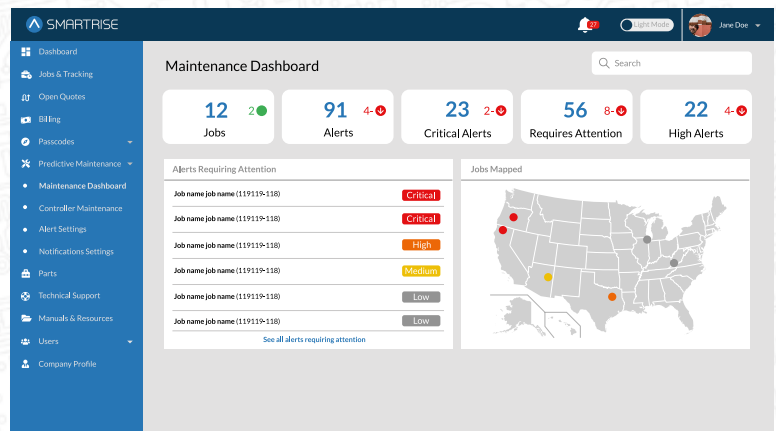 SMARTRISE
27
Light Mode
Jane Doe
Dashboard
Jobs & Tracking
Open Quotes
Billing
Passcodes
Predictive Maintenance
Maintenance Dashboard
Controller Maintenance
Alert Settings
Notifications Settings
Parts
Technical Support
Manuals & Resources
Users
Company Profile
Maintenance Dashboard
Search
12 2
Jobs
91 4-
Alerts
23 2-
Critical Alerts
56 8-
Requires Attention
22 4-
High Alerts
Alerts Requiring Attention
Job name job name (119119-118) Critical
Job name job name (119119-118) Critical
Job name job name (119119-118) High
Job name job name (119119-118) Medium
Job name job name (119119-118) Low
Job name job name (119119-118) Low
See all alerts requiring attention
Jobs Mapped